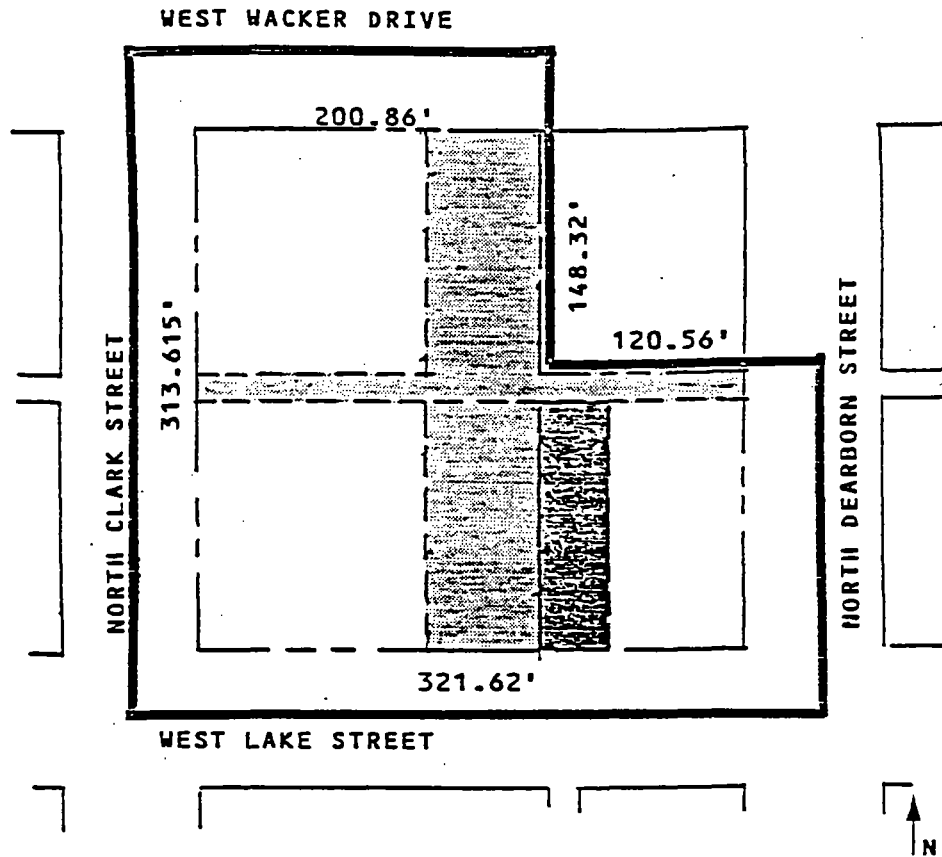 WEST WACKER DRIVE
200.86'
148.32'
120.56'
313.615'
NORTH CLARK STREET
NORTH DEARBORN STREET
321.62'
WEST LAKE STREET
N